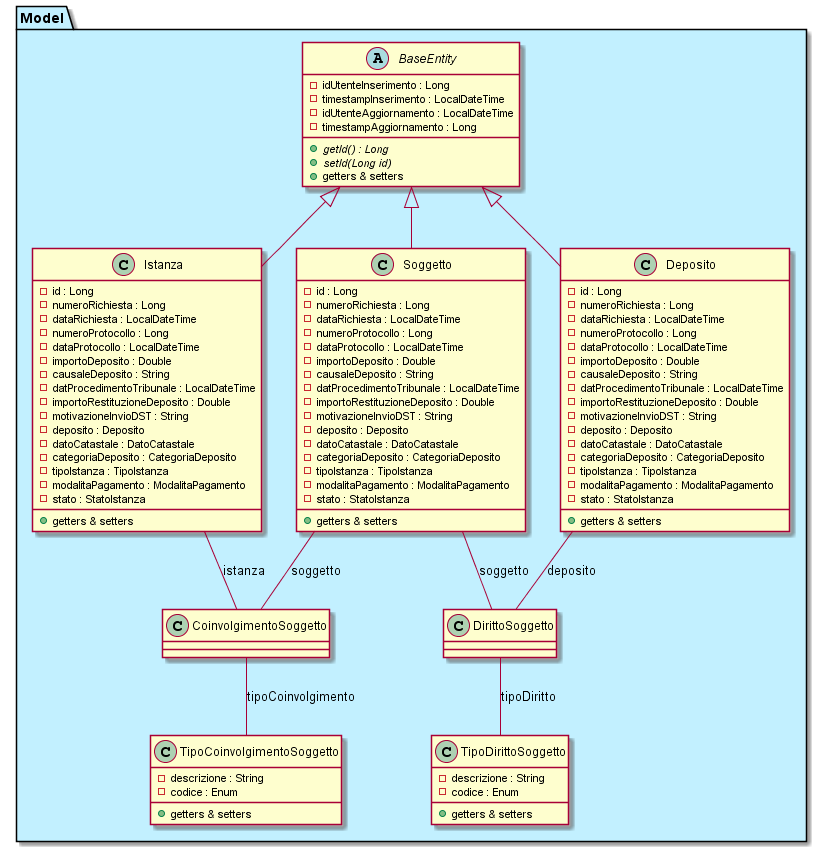 Model
A BaseEntity
idUtenteInserimento : Long
timestampInserimento : LocalDateTime
idUtenteAggiornamento : LocalDateTime
timestampAggiornamento : Long
getId() : Long
setId(Long id)
getters & setters
C Istanza
id : Long
numeroRichiesta : Long
dataRichiesta : LocalDateTime
numeroProtocollo : Long
dataProtocollo : LocalDateTime
importoDeposito : Double
causaleDeposito : String
datProcedimentoTribunale : LocalDateTime
importoRestituzioneDeposito : Double
motivazioneInvioDST : String
deposito : Deposito
datoCatastale : DatoCatastale
categoriaDeposito : CategoriaDeposito
tipoIstanza : TipoIstanza
modalitaPagamento : ModalitaPagamento
stato : StatoIstanza
getters & setters
C Soggetto
id : Long
numeroRichiesta : Long
dataRichiesta : LocalDateTime
numeroProtocollo : Long
dataProtocollo : LocalDateTime
importoDeposito : Double
causaleDeposito : String
datProcedimentoTribunale : LocalDateTime
importoRestituzioneDeposito : Double
motivazioneInvioDST : String
deposito : Deposito
datoCatastale : DatoCatastale
categoriaDeposito : CategoriaDeposito
tipoIstanza : TipoIstanza
modalitaPagamento : ModalitaPagamento
stato : StatoIstanza
getters & setters
C Deposito
id : Long
numeroRichiesta : Long
dataRichiesta : LocalDateTime
numeroProtocollo : Long
dataProtocollo : LocalDateTime
importoDeposito : Double
causaleDeposito : String
datProcedimentoTribunale : LocalDateTime
importoRestituzioneDeposito : Double
motivazioneInvioDST : String
deposito : Deposito
datoCatastale : DatoCatastale
categoriaDeposito : CategoriaDeposito
tipoIstanza : TipoIstanza
modalitaPagamento : ModalitaPagamento
stato : StatoIstanza
getters & setters
istanza
soggetto
soggetto
deposito
C CoinvolgimentoSoggetto
C DirittoSoggetto
tipoCoinvolgimento
tipoDiritto
C TipoCoinvolgimentoSoggetto
descrizione : String
codice : Enum
getters & setters
C TipoDirittoSoggetto
descrizione : String
codice : Enum
getters & setters